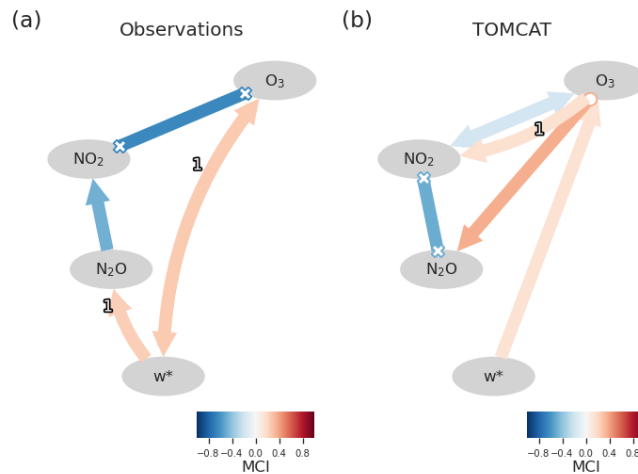 (a)
Observations
O₃
NO₂
1
N₂O
1
w*
−0.8 −0.4 0.0 0.4 0.8
MCI
(b)
TOMCAT
O₃
1
NO₂
N₂O
w*
−0.8 −0.4 0.0 0.4 0.8
MCI